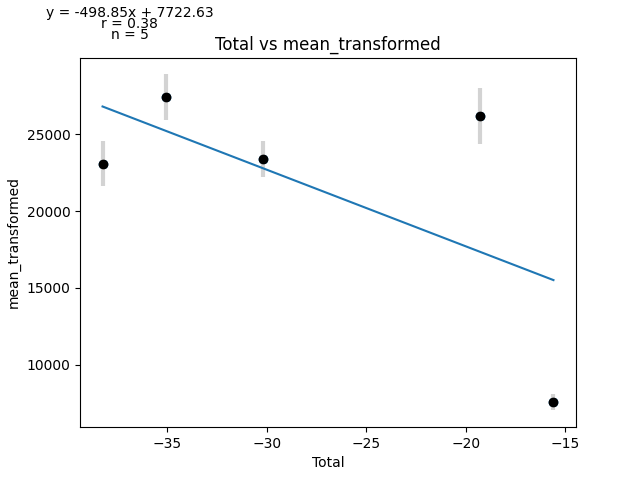 y = -498.85x + 7722.63
r = 0.38
n = 5
Total vs mean_transformed
mean_transformed
25000
20000
15000
10000
−35
−30
−25
−20
−15
Total